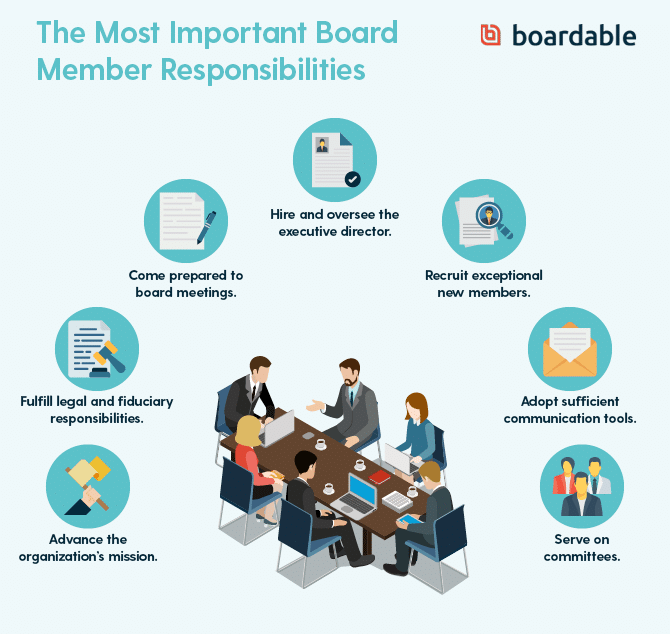 The Most Important Board
Member Responsibilities
boardable
Hire and oversee the
executive director.
Come prepared to
board meetings.
Recruit exceptional
new members.
Fulfill legal and fiduciary
responsibilities.
Adopt sufficient
communication tools.
Advance the
organization's mission.
Serve on
committees.